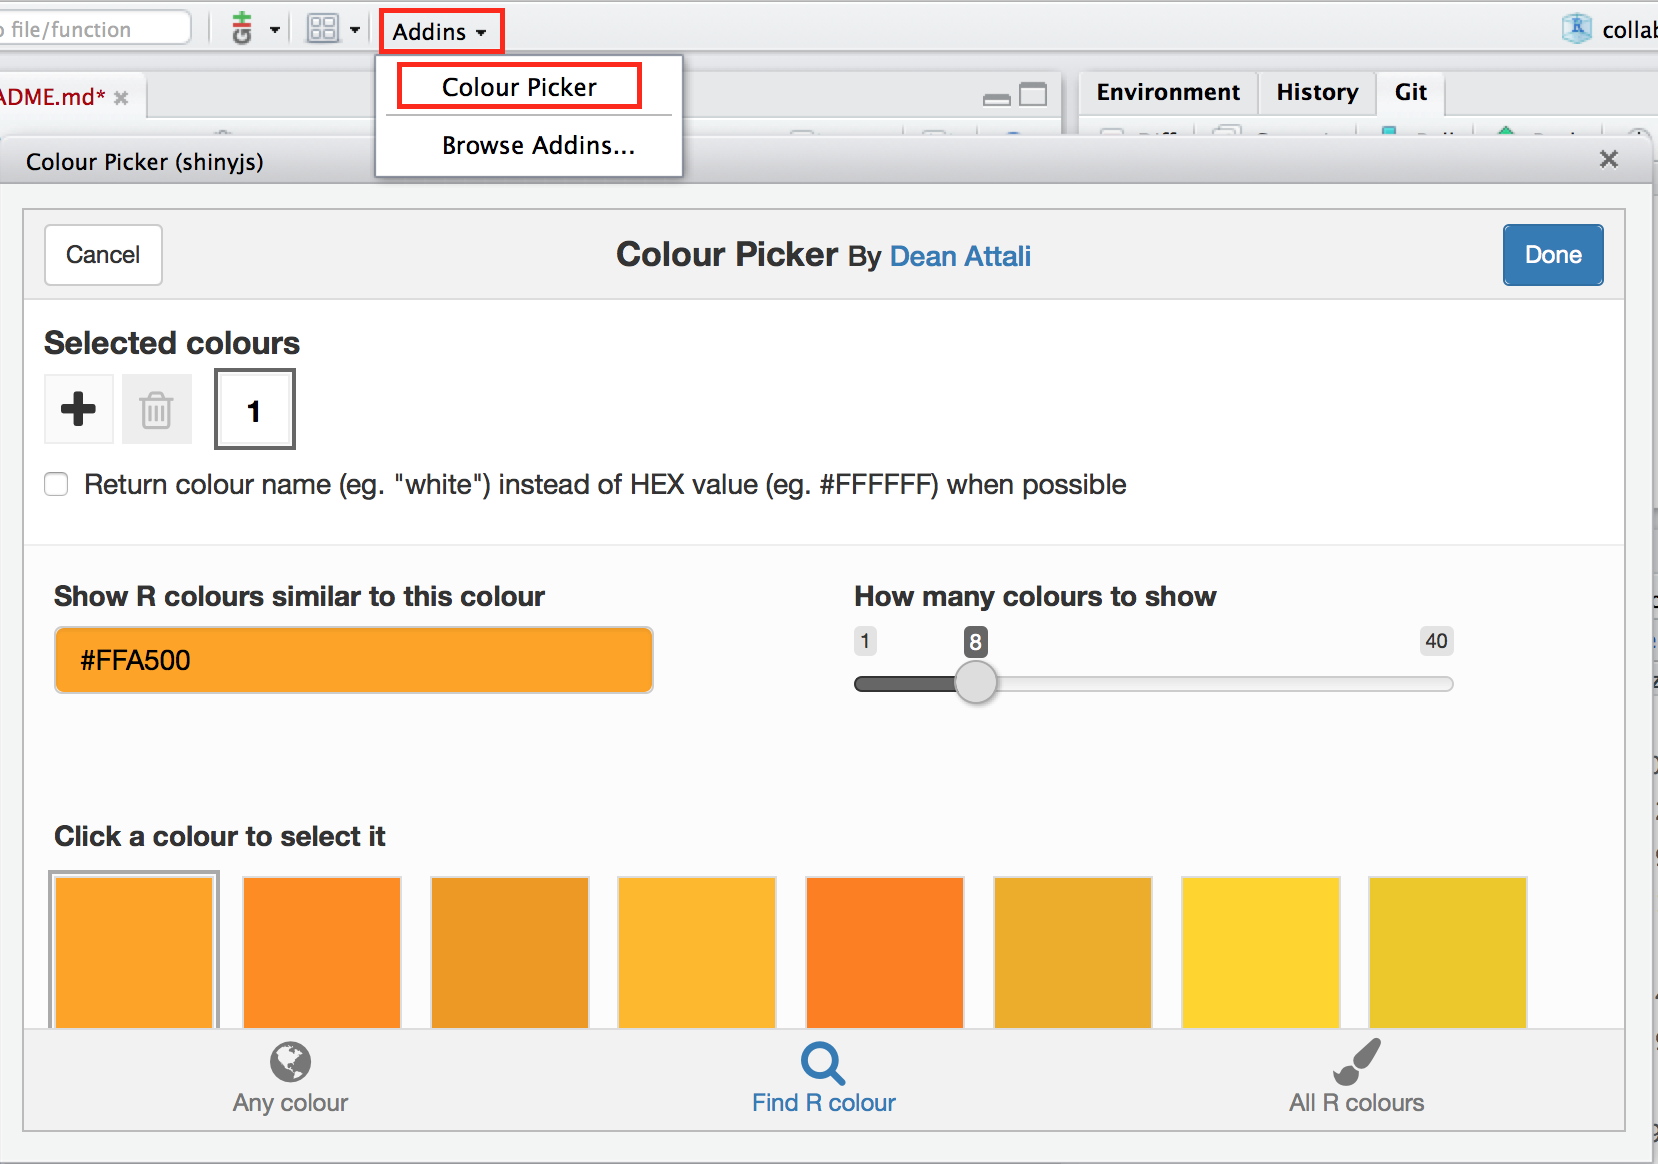 file/function
Addins
Colour Picker
Browse Addins...
ADME.md*
Environment
History
Git
Colour Picker (shinyjs)
Cancel
Colour Picker By Dean Attali
Done
Selected colours
1
Return colour name (eg. "white") instead of HEX value (eg. #FFFFFF) when possible
Show R colours similar to this colour
#FFA500
How many colours to show
1
8
40
Click a colour to select it
Any colour
Find R colour
All R colours